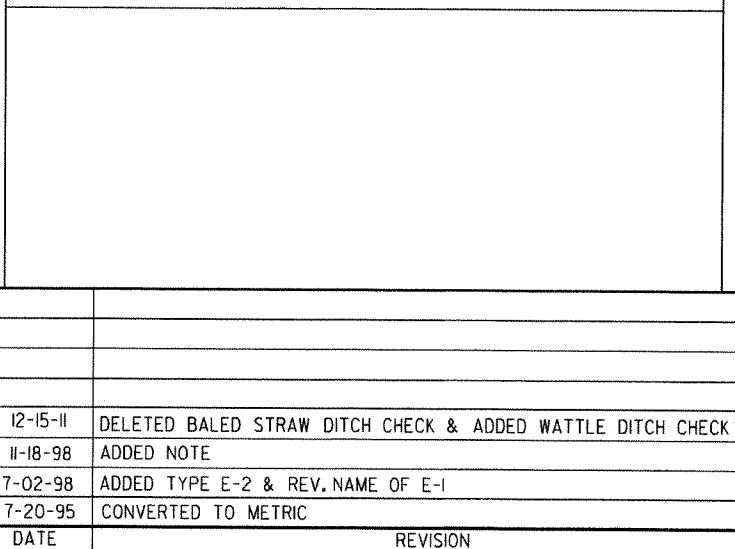 12-15-11 DELETED BALED STRAW DITCH CHECK & ADDED WATTLE DITCH CHECK
11-18-98 ADDED NOTE
7-02-98 ADDED TYPE E-2 & REV. NAME OF E-1
7-20-95 CONVERTED TO METRIC
DATE REVISION